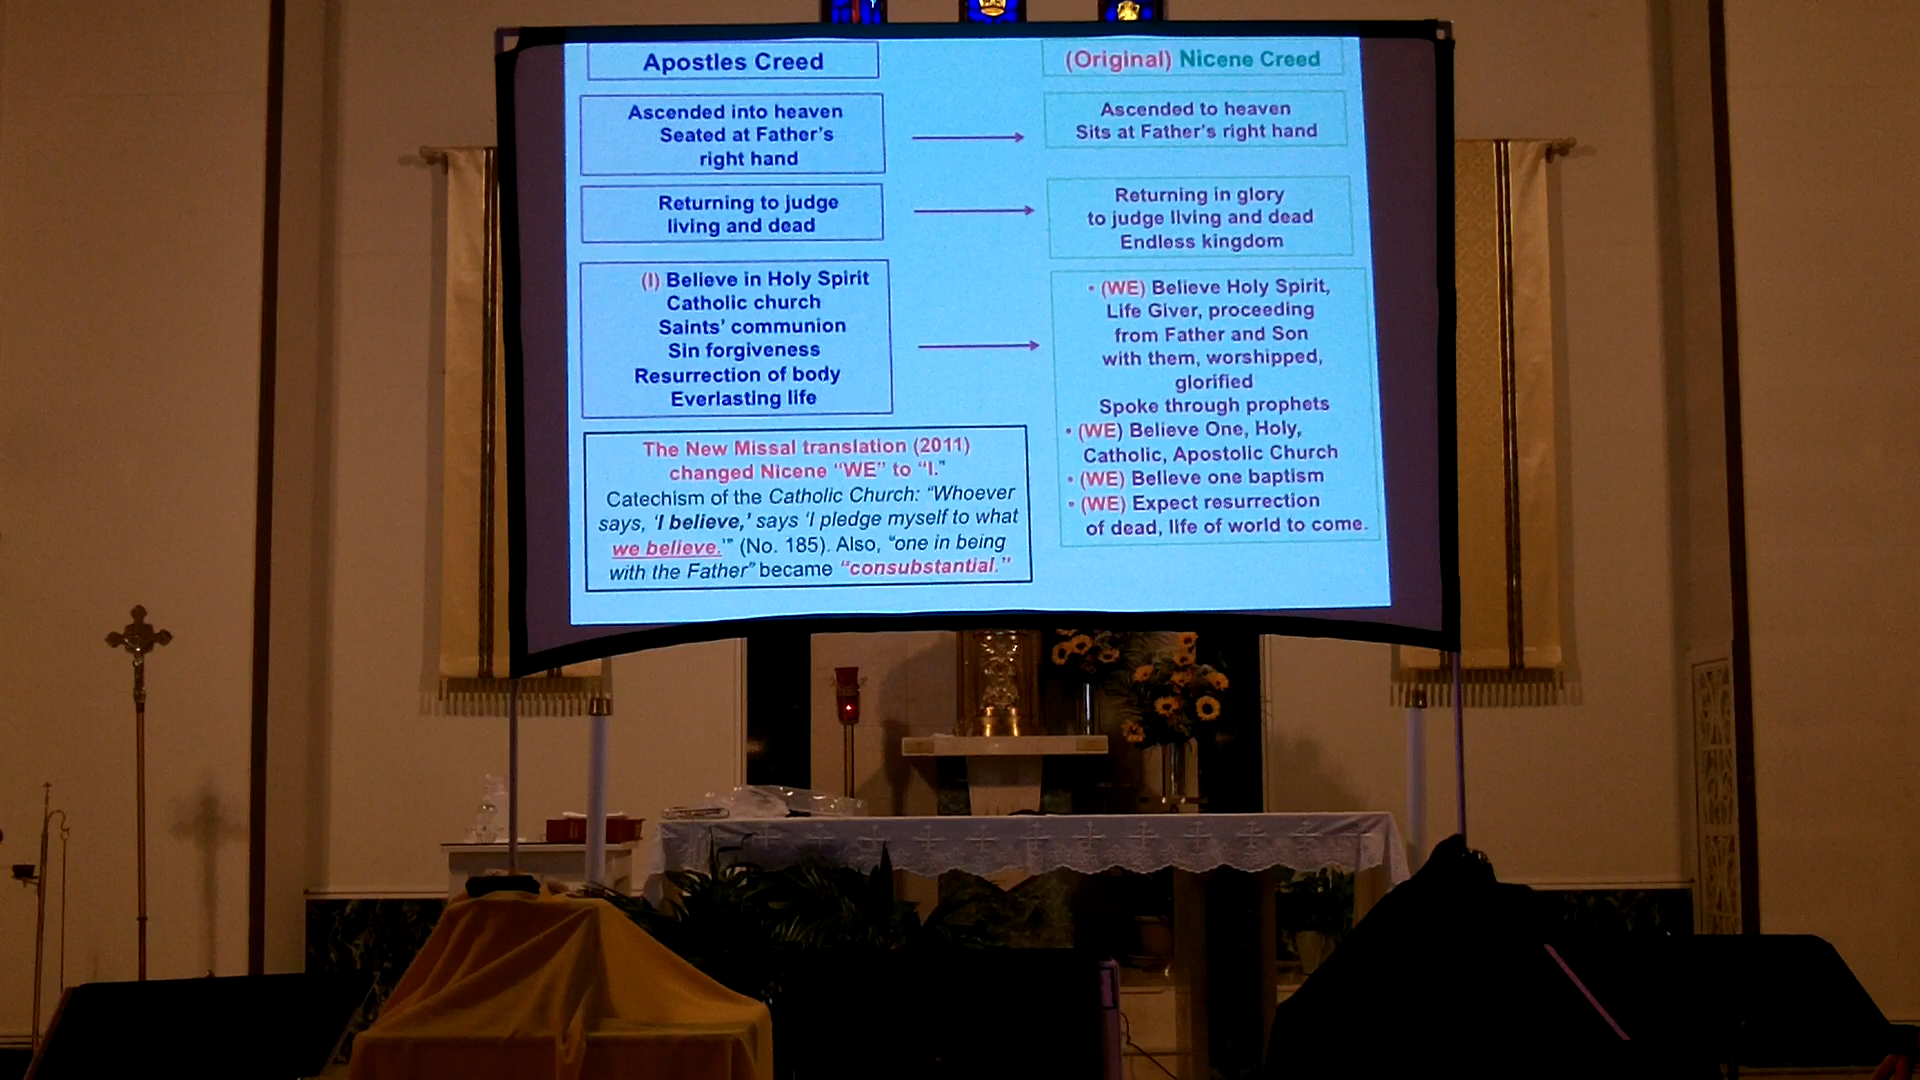 Apostles Creed
(Original) Nicene Creed
Ascended into heaven
Seated at Father's
right hand
Ascended to heaven
Sits at Father's right hand
Returning to judge
living and dead
Returning in glory
to judge living and dead
Endless kingdom
(I) Believe in Holy Spirit
Catholic church
Saints' communion
Sin forgiveness
Resurrection of body
Everlasting life
• (WE) Believe Holy Spirit,
Life Giver, proceeding
from Father and Son
with them, worshipped,
glorified
Spoke through prophets
• (WE) Believe One, Holy,
Catholic, Apostolic Church
• (WE) Believe one baptism
• (WE) Expect resurrection
of dead, life of world to come.
The New Missal translation (2011)
changed Nicene "WE" to "I."
Catechism of the Catholic Church: "Whoever
says, 'I believe,' says 'I pledge myself to what
we believe.'" (No. 185). Also, "one in being
with the Father" became "consubstantial."